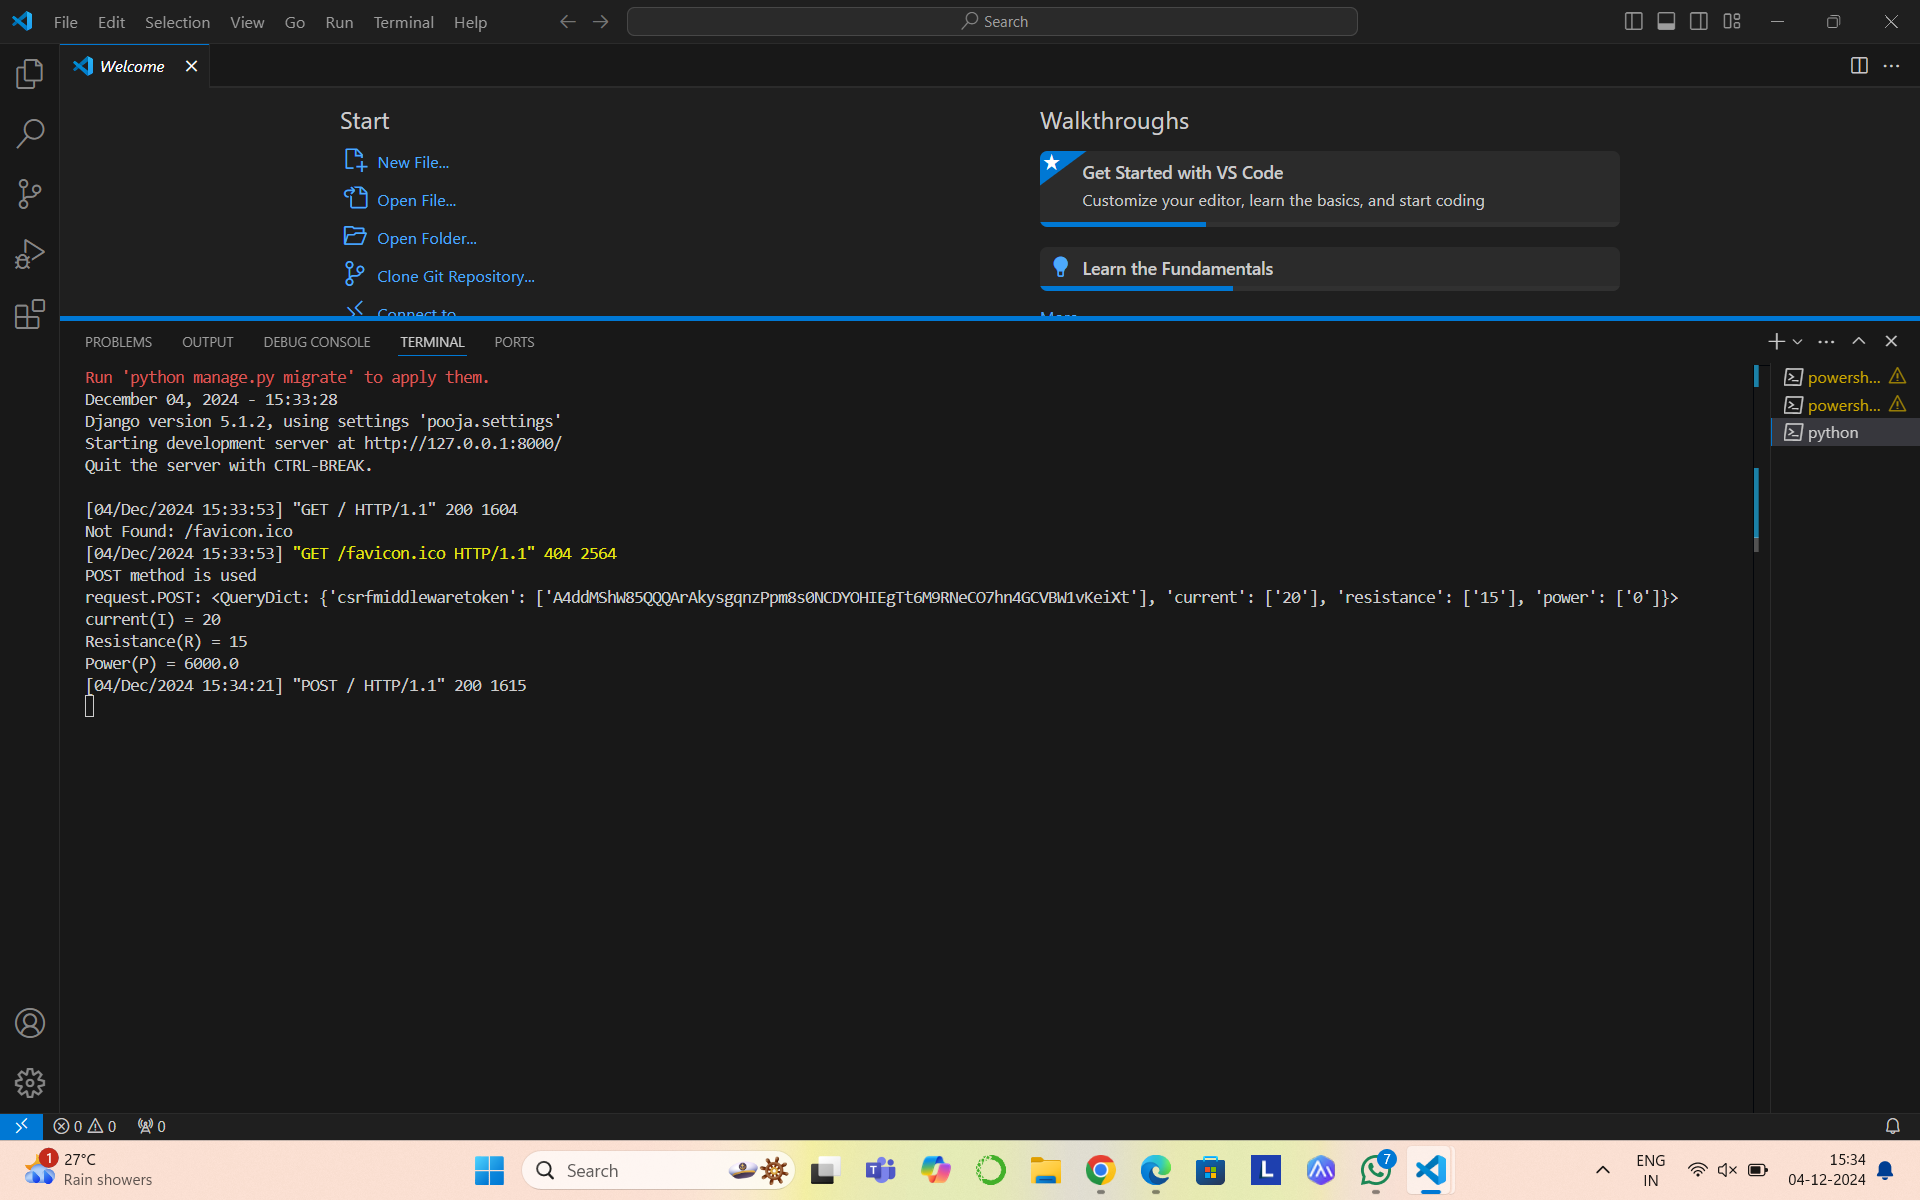 File Edit Selection View Go Run Terminal Help
Search
Welcome
Start
New File...
Open File...
Open Folder...
Clone Git Repository...
Connect to
Walkthroughs
Get Started with VS Code
Customize your editor, learn the basics, and start coding
Learn the Fundamentals
More
PROBLEMS OUTPUT DEBUG CONSOLE TERMINAL PORTS
Run 'python manage.py migrate' to apply them.
December 04, 2024 - 15:33:28
Django version 5.1.2, using settings 'pooja.settings'
Starting development server at http://127.0.0.1:8000/
Quit the server with CTRL-BREAK.
[04/Dec/2024 15:33:53] "GET / HTTP/1.1" 200 1604
Not Found: /favicon.ico
[04/Dec/2024 15:33:53] "GET /favicon.ico HTTP/1.1" 404 2564
POST method is used
request.POST: <QueryDict: {'csrfmiddlewaretoken': ['A4ddMShW85QQQArAkysgqnzPpm8s0NCDYOHIEgTt6M9RNeCO7hn4GCVBW1vKeiXt'], 'current': ['20'], 'resistance': ['15'], 'power': ['0']}>
current(I) = 20
Resistance(R) = 15
Power(P) = 6000.0
[04/Dec/2024 15:34:21] "POST / HTTP/1.1" 200 1615
powersh...
powersh...
python
0 0 0
1
27°C
Rain showers
Search
L
7
ENG
IN
15:34
04-12-2024